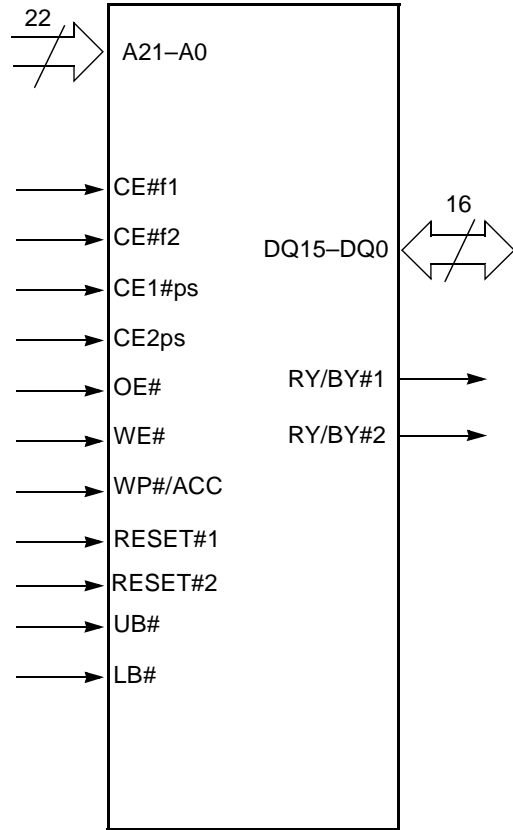 22
A21–A0
CE#f1
CE#f2
CE1#ps
CE2ps
OE#
WE#
WP#/ACC
RESET#1
RESET#2
UB#
LB#
16
DQ15–DQ0
RY/BY#1
RY/BY#2